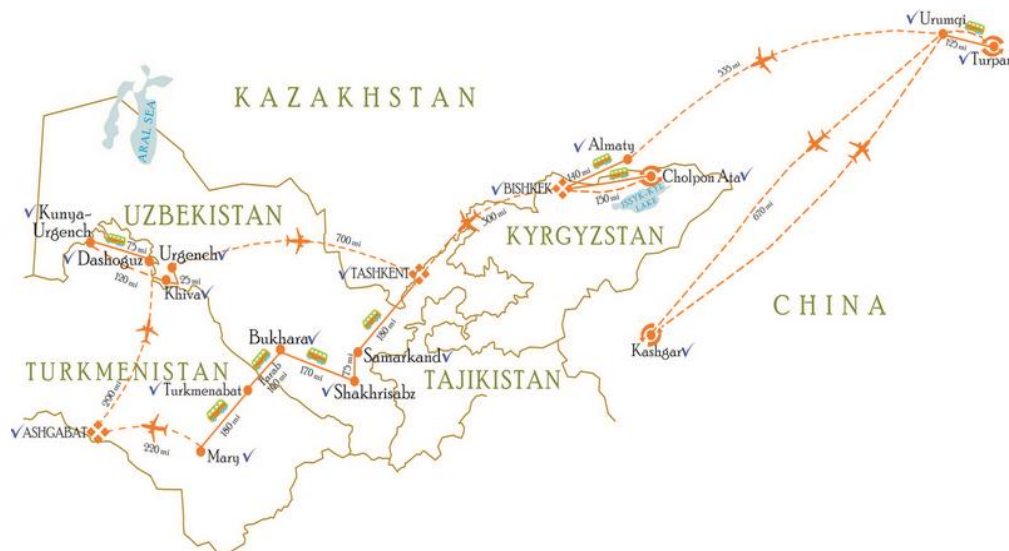 Urumqi
125 mi
Turpan
535 mi
KAZAKHSTAN
ARAL SEA
Almaty
140 mi
BISHKEK
Cholpon Ata
150 mi
ISSYK-KYL
LAKE
670 mi
Kunya-
Urgench
UZBEKISTAN
300 mi
KYRGYZSTAN
75 mi
Urgench
700 mi
Dashoguz
TASHKENT
120 mi
25 mi
Khiva
CHINA
180 mi
Bukhara
Samarkand
Kashgar
TURKMENISTAN
Farab
75 mi
TAJIKISTAN
170 mi
Turkmenabat
Shakhrisabz
290 mi
180 mi
ASHGABAT
220 mi
Mary